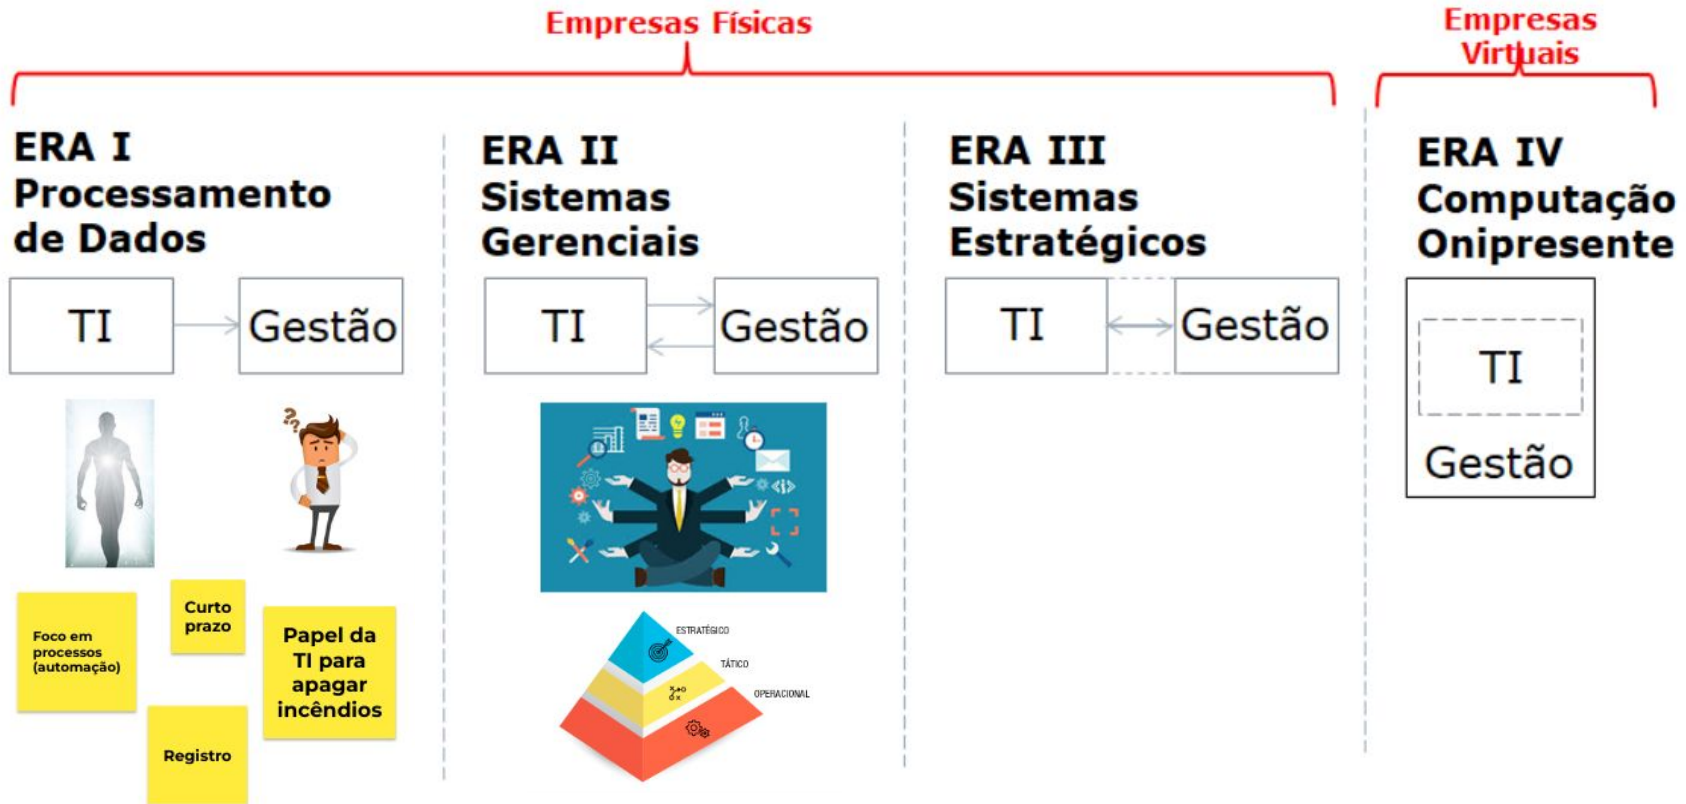 Empresas Físicas
Empresas
Virtuais
ERA I
Processamento
de Dados
TI
Gestão
??
Foco em
processos
(automação)
Curto
prazo
Papel da
TI para
apagar
incêndios
Registro
ERA II
Sistemas
Gerenciais
TI
Gestão
ESTRATÉGICO
TÁTICO
OPERACIONAL
ERA III
Sistemas
Estratégicos
TI
Gestão
ERA IV
Computação
Onipresente
TI
Gestão